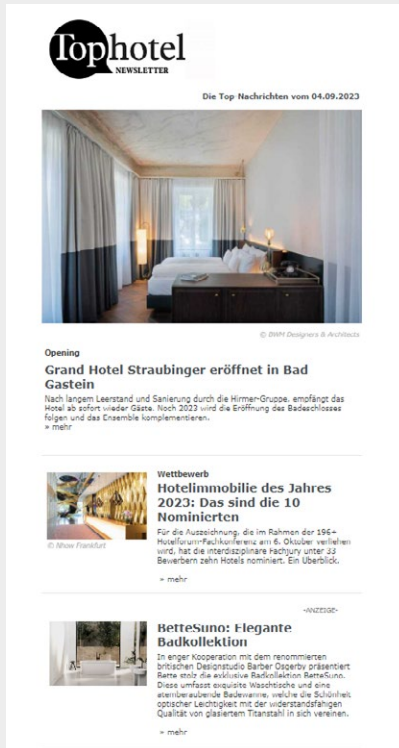 Tophotel
NEWSLETTER
Die Top Nachrichten vom 04.09.2023
© BWM Designers & Architects
Opening
Grand Hotel Straubinger eröffnet in Bad
Gastein
Nach langem Leerstand und Sanierung durch die Hirmer-Gruppe, empfängt das
Hotel ab sofort wieder Gäste. Noch 2023 wird die Eröffnung des Badeschlosses
folgen und das Ensemble komplementieren.
» mehr
Wettbewerb
Hotelimmobilie des Jahres
2023: Das sind die 10
Nominierten
© Nhow Frankfurt
Für die Auszeichnung, die im Rahmen der 196+
Hotelforum-Fachkonferenz am 6. Oktober verliehen
wird, hat die interdisziplinäre Fachjury unter 33
Bewerbern zehn Hotels nominiert. Ein Überblick.
» mehr
-ANZEIGE-
BetteSuno: Elegante
Badkollektion
In enger Kooperation mit dem renommierten
britischen Designstudio Barber Osgerby präsentiert
Bette stolz die exklusive Badkollektion BetteSuno.
Diese umfasst exquisite Waschtische und eine
atemberaubende Badewanne, welche die Schönheit
optischer Leichtigkeit mit der widerstandsfähigen
Qualität von glasiertem Titanstahl in sich vereinen.
» mehr